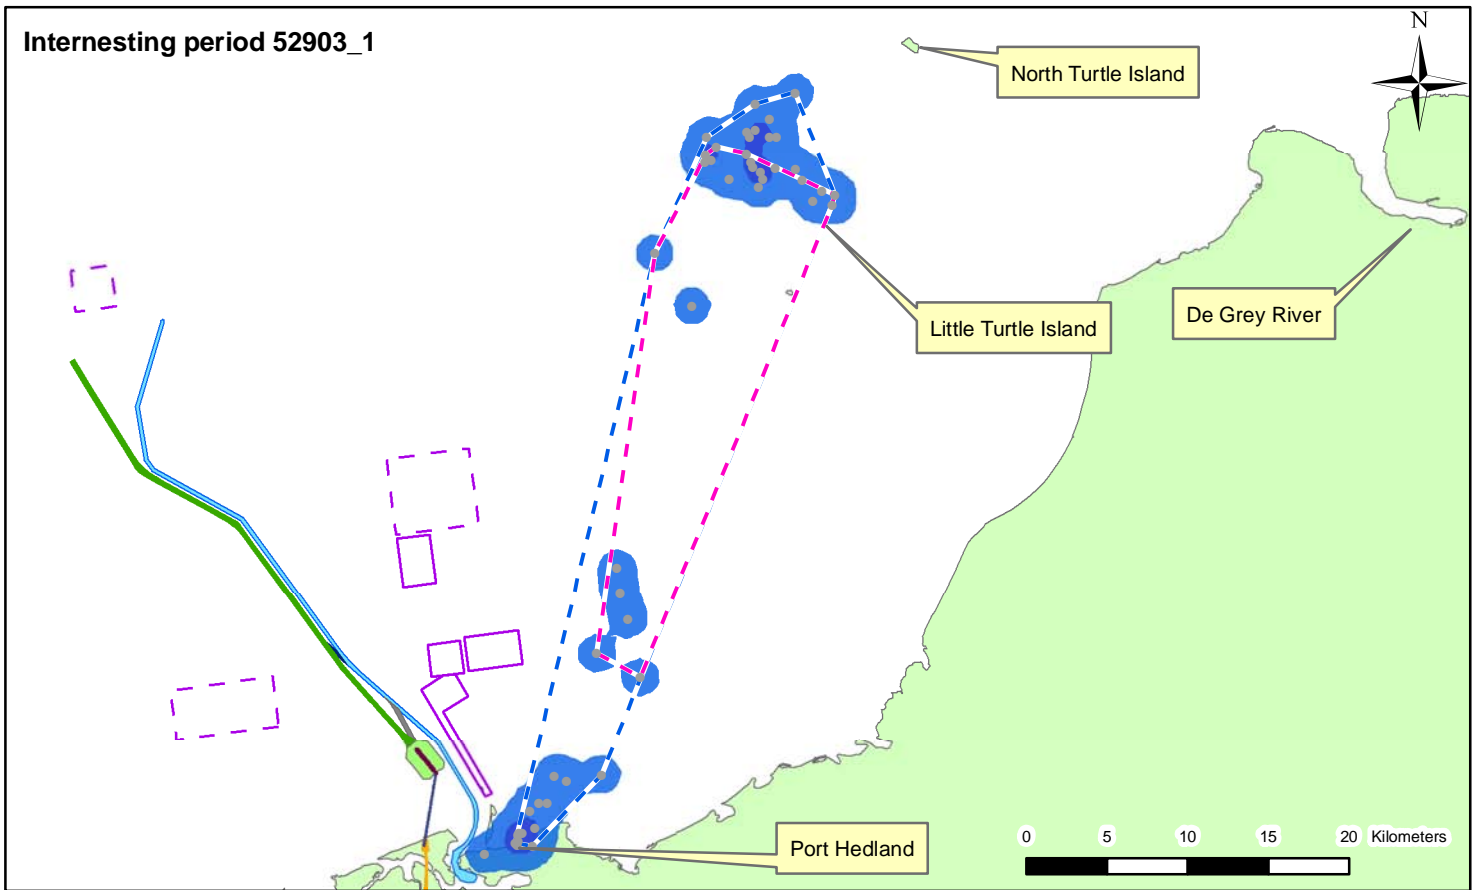 Internesting period 52903_1
N
North Turtle Island
Little Turtle Island
De Grey River
Port Hedland
0 5 10 15 20 Kilometers